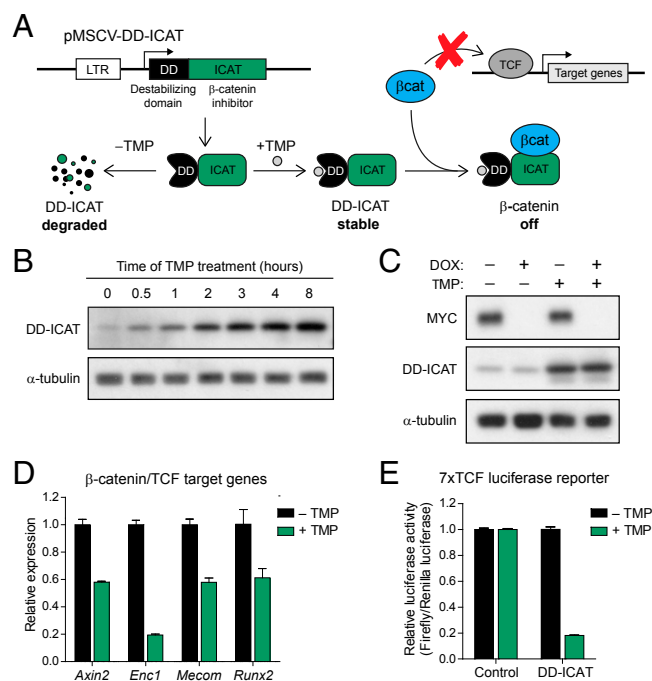 A
pMSCV-DD-ICAT
LTR
DD
ICAT
Destabilizing
domain
β-catenin
inhibitor
βcat
TCF
Target genes
–TMP
DD
ICAT
+TMP
DD
ICAT
βcat
DD
ICAT
DD-ICAT
degraded
DD-ICAT
stable
β-catenin
off
B
Time of TMP treatment (hours)
0 0.5 1 2 3 4 8
DD-ICAT
α-tubulin
C
DOX: – + – +
TMP: – – + +
MYC
DD-ICAT
α-tubulin
D
β-catenin/TCF target genes
– TMP
+ TMP
Relative expression
1.2
1.0
0.8
0.6
0.4
0.2
0
Axin2 Enc1 Mecom Runx2
E
7xTCF luciferase reporter
– TMP
+ TMP
Relative luciferase activity
(Firefly/Renilla luciferase)
1.2
1.0
0.8
0.6
0.4
0.2
0
Control DD-ICAT